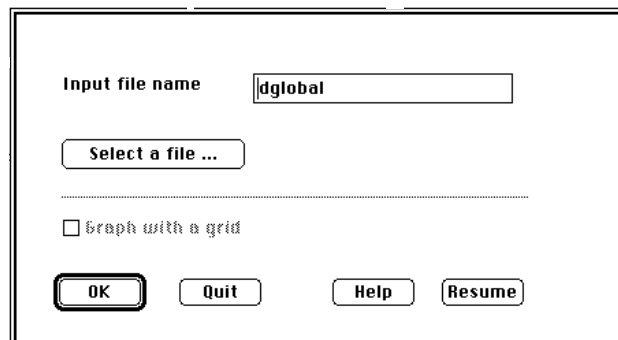 Input file name dglobal
Select a file ...
Graph with a grid
OK Quit Help Resume